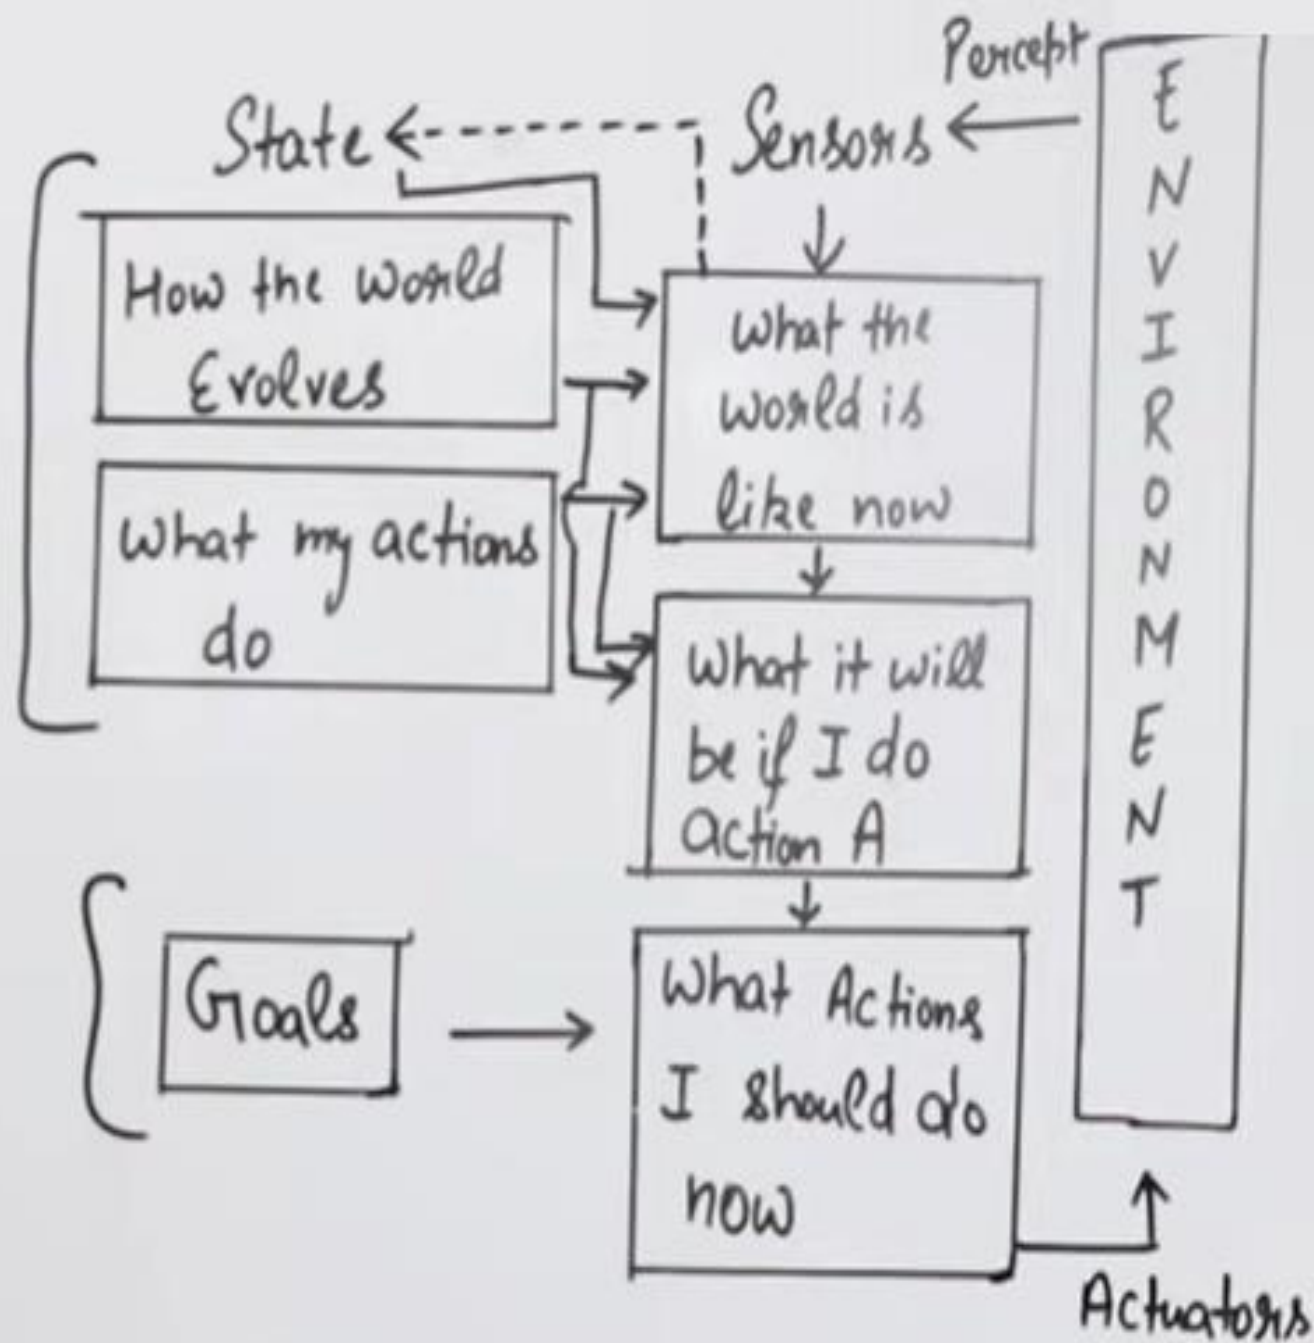 Percept
State
Sensors
How the world
Evolves
What my actions
do
What the
world is
like now
What it will
be if I do
action A
Goals
What Actions
I should do
now
ENVIRONMENT
Actuators